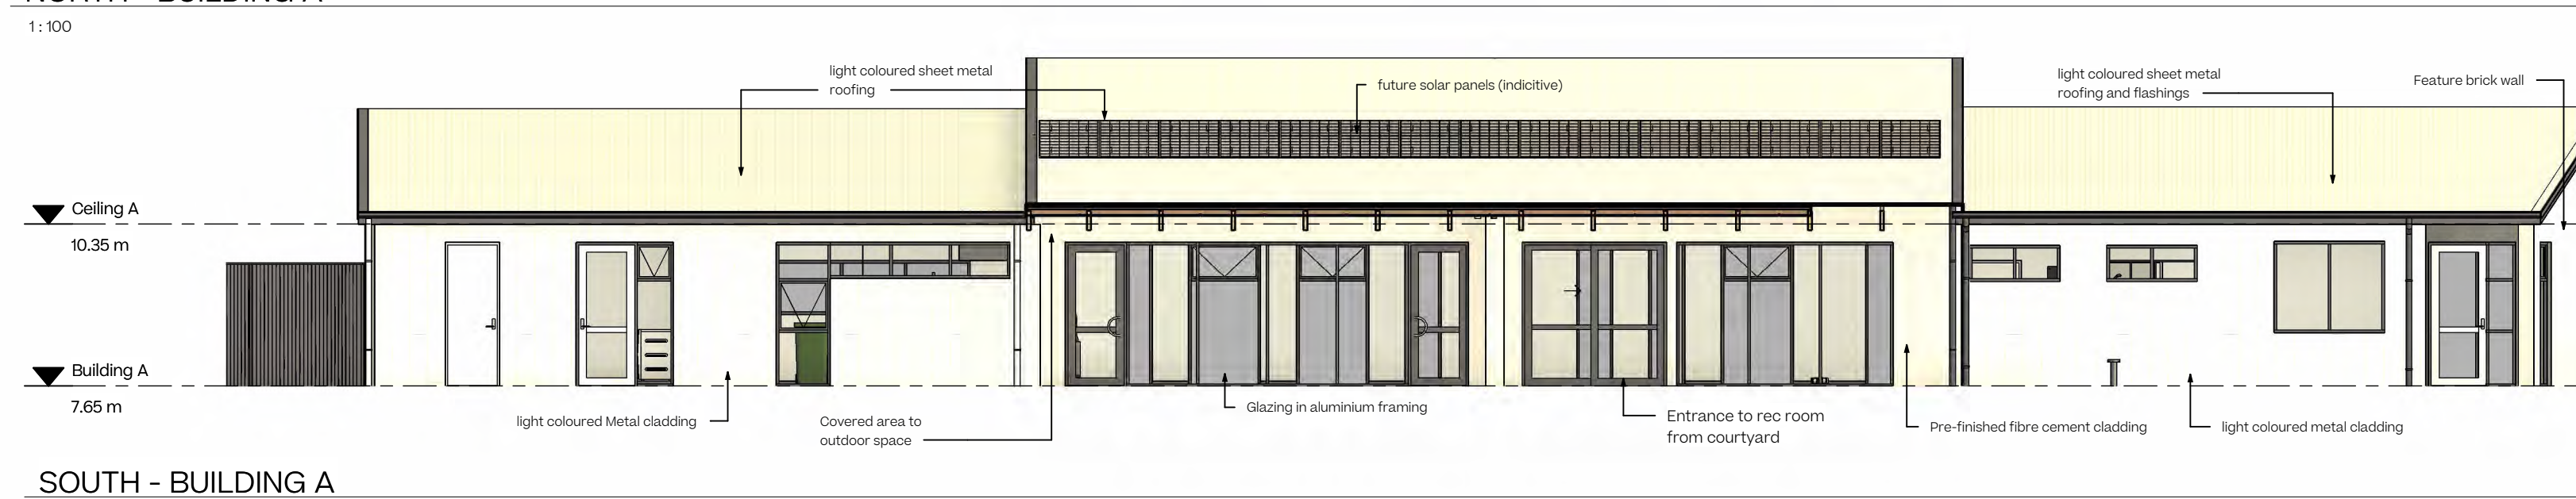 NORTH - BUILDING A
1 : 100
light coloured sheet metal
roofing
future solar panels (indicitive)
light coloured sheet metal
roofing and flashings
Feature brick wall
Ceiling A
10.35 m
Building A
7.65 m
light coloured Metal cladding
Covered area to
outdoor space
Glazing in aluminium framing
Entrance to rec room
from courtyard
Pre-finished fibre cement cladding
light coloured metal cladding
SOUTH - BUILDING A